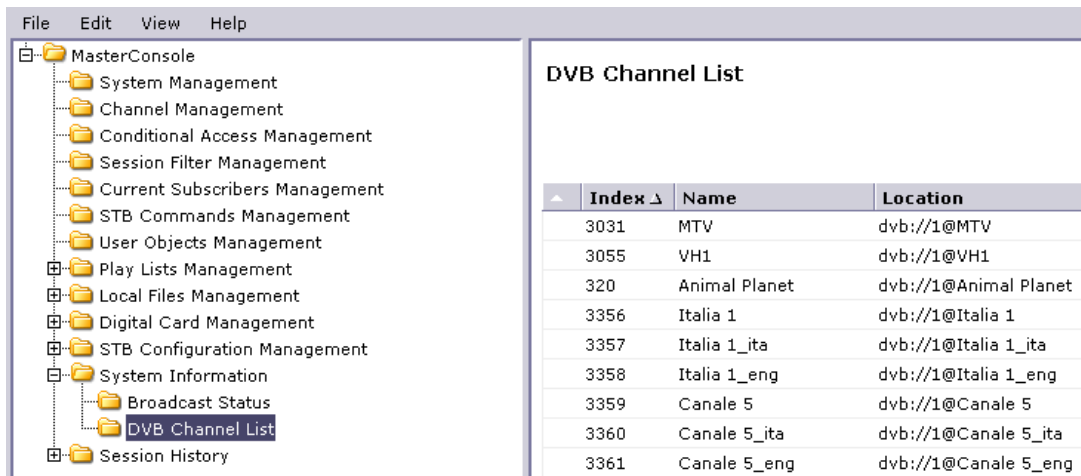 File Edit View Help
MasterConsole
System Management
Channel Management
Conditional Access Management
Session Filter Management
Current Subscribers Management
STB Commands Management
User Objects Management
Play Lists Management
Local Files Management
Digital Card Management
STB Configuration Management
System Information
Broadcast Status
DVB Channel List
Session History
DVB Channel List
Index Name Location
3031 MTV dvb://1@MTV
3055 VH1 dvb://1@VH1
320 Animal Planet dvb://1@Animal Planet
3356 Italia 1 dvb://1@Italia 1
3357 Italia 1_ita dvb://1@Italia 1_ita
3358 Italia 1_eng dvb://1@Italia 1_eng
3359 Canale 5 dvb://1@Canale 5
3360 Canale 5_ita dvb://1@Canale 5_ita
3361 Canale 5_eng dvb://1@Canale 5_eng